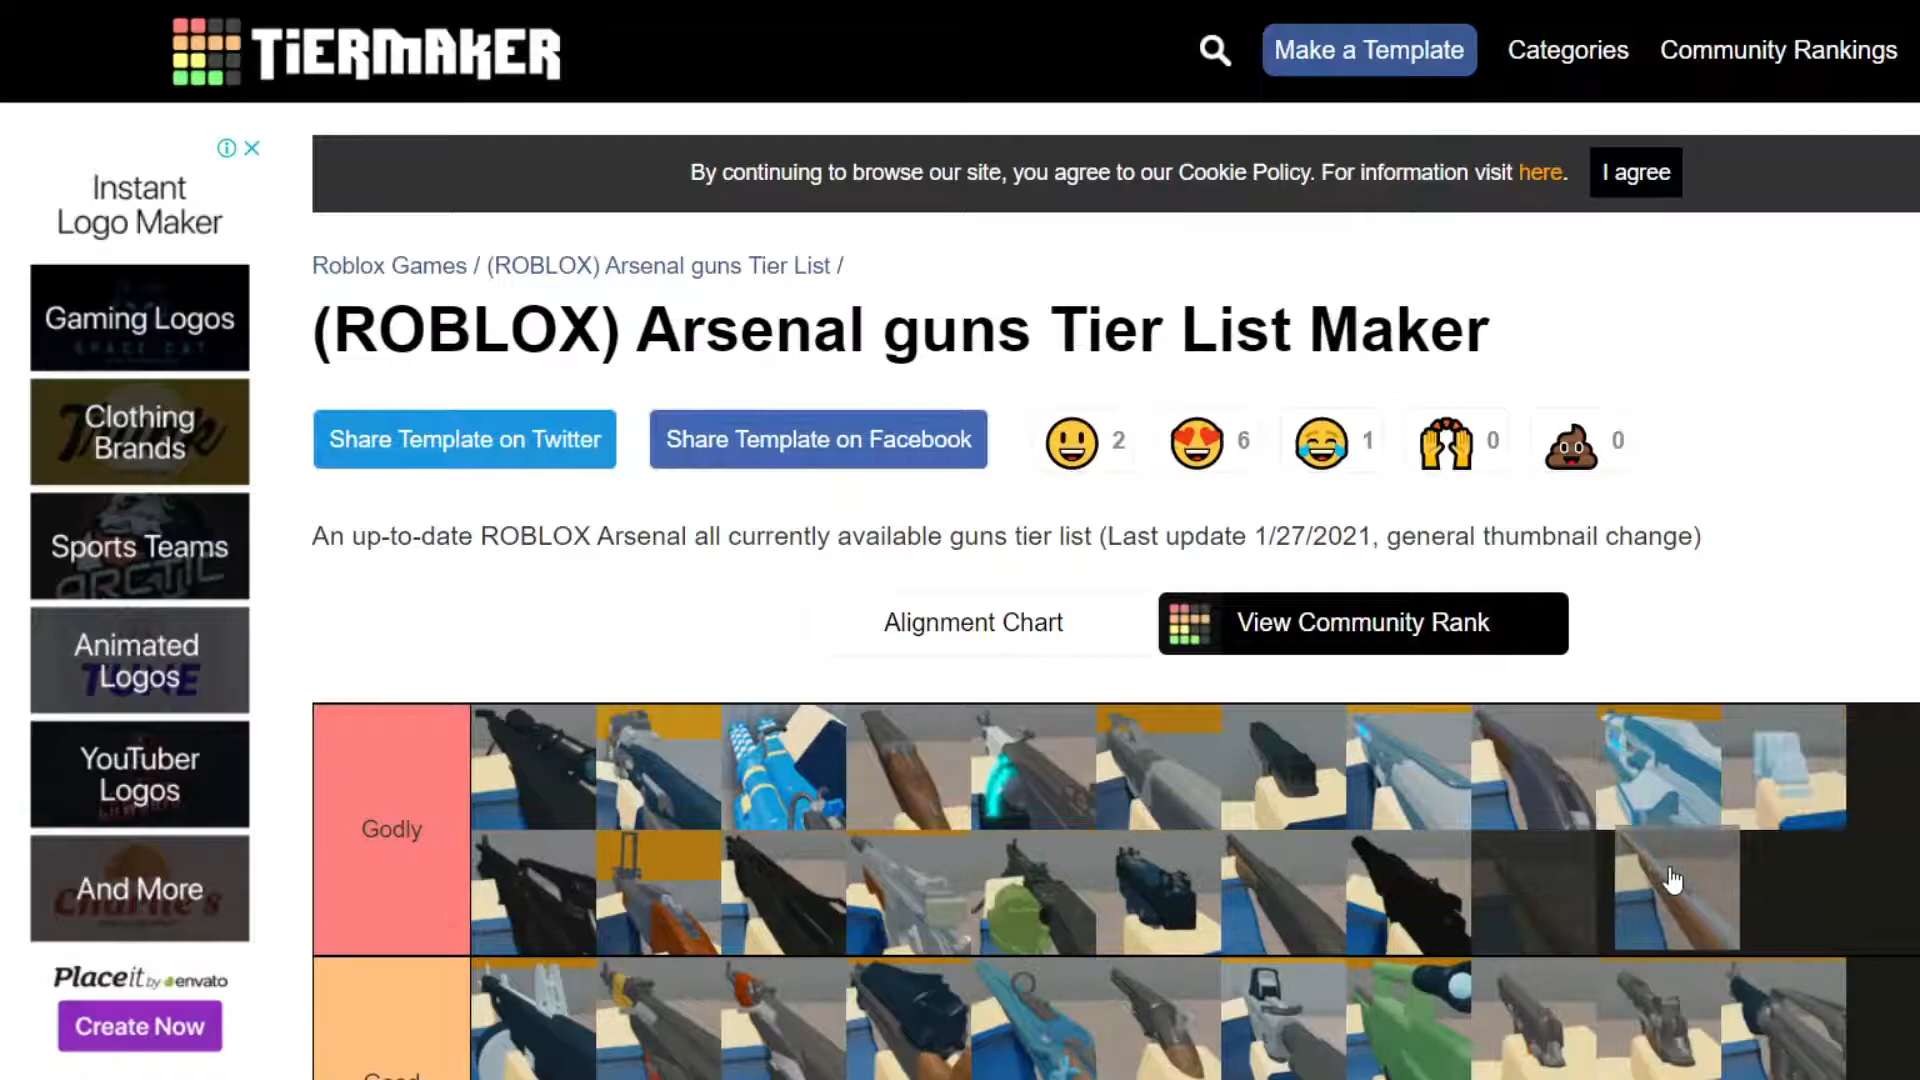 TiERMAKER
Make a Template
Categories
Community Rankings
Instant
Logo Maker
Gaming Logos
Clothing
Brands
Sports Teams
ARCTIC
Animated
Logos
YouTuber
Logos
And More
Placeit by envato
Create Now
By continuing to browse our site, you agree to our Cookie Policy. For information visit here.
I agree
Roblox Games / (ROBLOX) Arsenal guns Tier List /
(ROBLOX) Arsenal guns Tier List Maker
Share Template on Twitter
Share Template on Facebook
2
6
1
0
0
An up-to-date ROBLOX Arsenal all currently available guns tier list (Last update 1/27/2021, general thumbnail change)
Alignment Chart
View Community Rank
Godly
Good